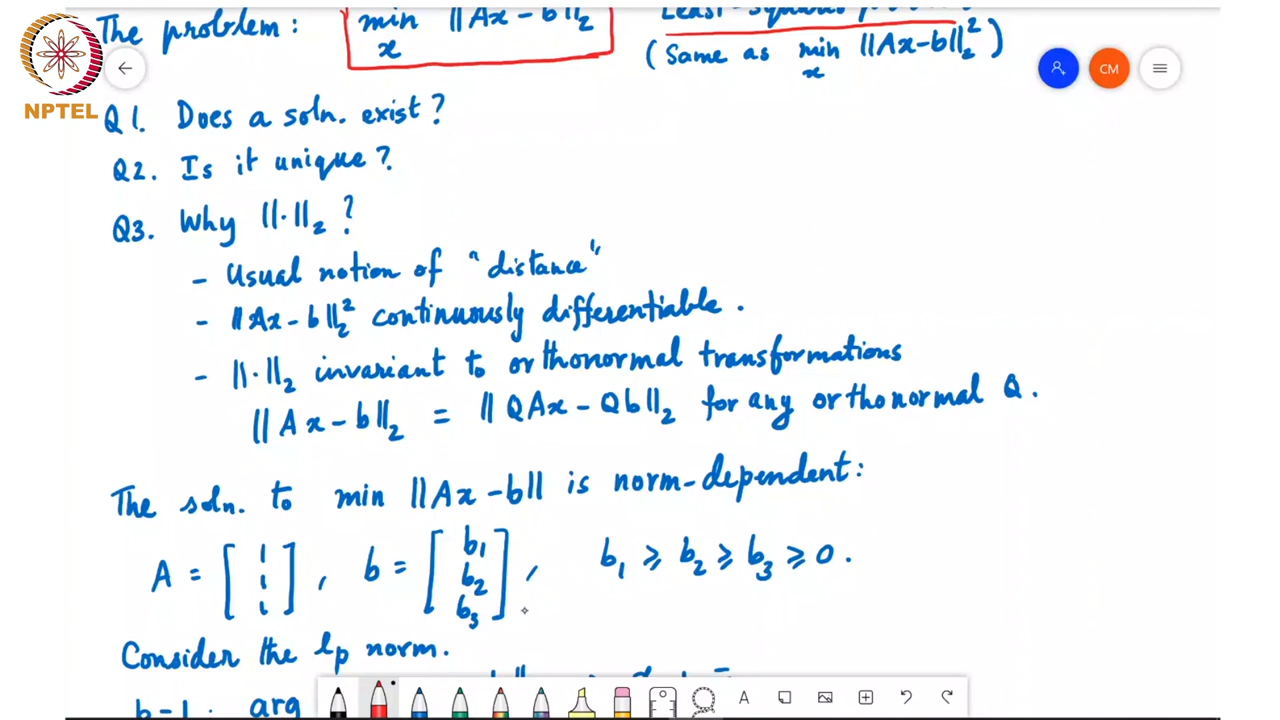 The problem: min ||Ax-b||₂ Least-squares
x (Same as min ||Ax-b||₂²)
x
NPTEL
CM
Q1. Does a soln. exist?
Q2. Is it unique?
Q3. Why ||·||₂?
- Usual notion of "distance"
- ||Ax-b||₂² continuously differentiable.
- ||·||₂ invariant to orthonormal transformations
||Ax-b||₂ = ||QAx-Qb||₂ for any orthonormal Q.
The soln. to min ||Ax-b|| is norm-dependent:
A = [1 1 1], b = [b₁ b₂ b₃], b₁ ⩾ b₂ ⩾ b₃ ⩾ 0.
Consider the lp norm.
p=1: arg